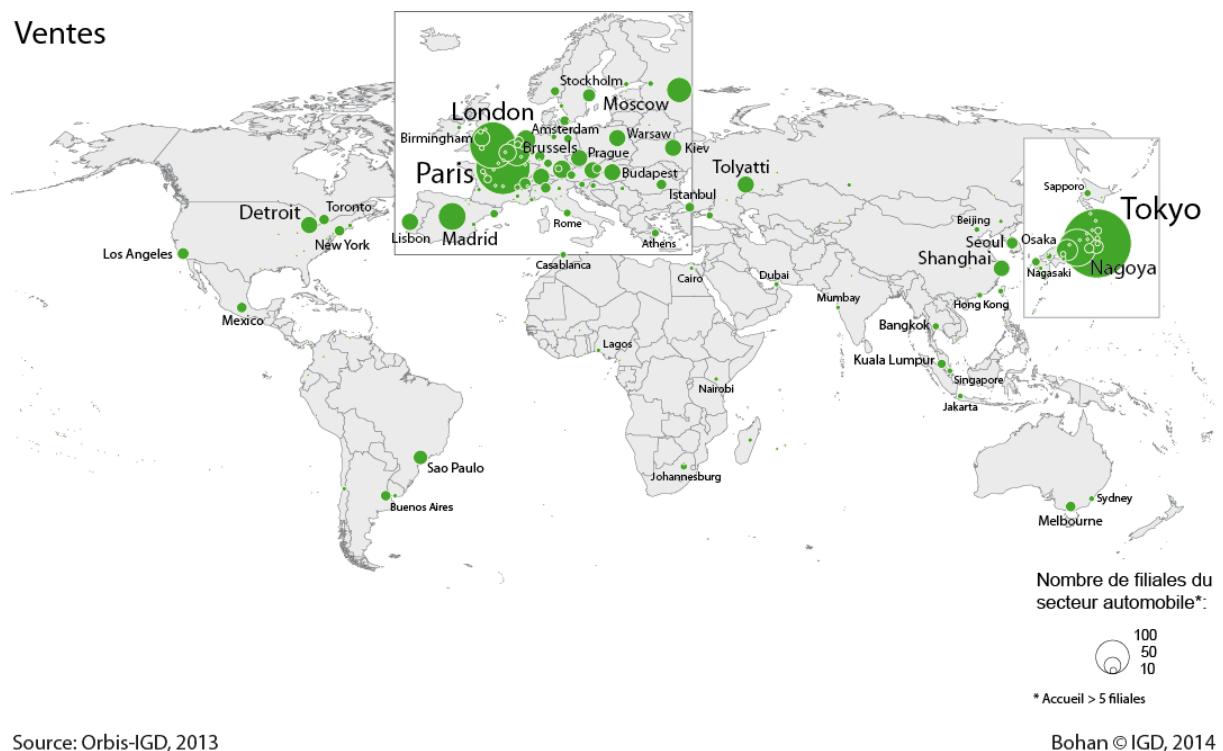 Ventes
Stockholm
Moscow
London
Birmingham
Amsterdam
Brussels
Warsaw
Kiev
Prague
Paris
Budapest
Tolyatti
Istanbul
Lisbon
Madrid
Rome
Athens
Detroit
Toronto
New York
Los Angeles
Mexico
Casablanca
Cairo
Dubai
Mumbay
Sapporo
Tokyo
Beijing
Seoul
Osaka
Shanghai
Nagoya
Nagasaki
Hong Kong
Bangkok
Kuala Lumpur
Singapore
Jakarta
Lagos
Nairobi
Johannesburg
Sao Paulo
Buenos Aires
Sydney
Melbourne
Nombre de filiales du
secteur automobile*:
100
50
10
* Accueil > 5 filiales
Source: Orbis-IGD, 2013
Bohan © IGD, 2014